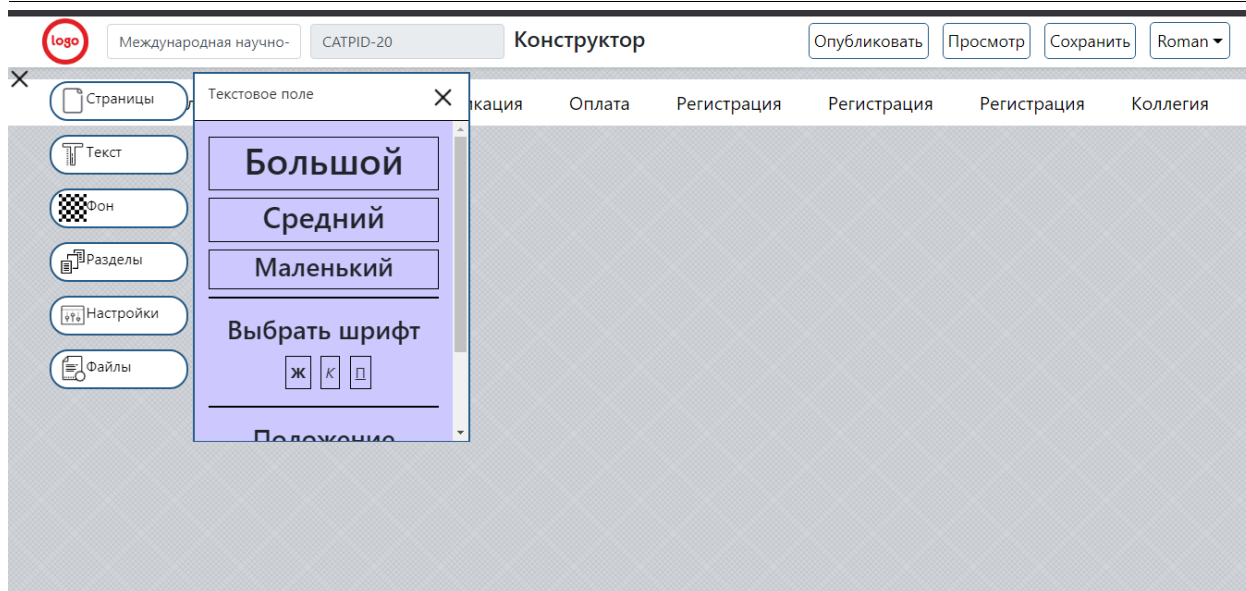 logo
Международная научно-
CATPID-20
Конструктор
Опубликовать
Просмотр
Сохранить
Roman
Страницы
Текстовое поле
Оплата
Регистрация
Регистрация
Регистрация
Коллегия
Текст
Большой
Фон
Средний
Разделы
Маленький
Настройки
Выбрать шрифт
Файлы
Ж К П
Положение